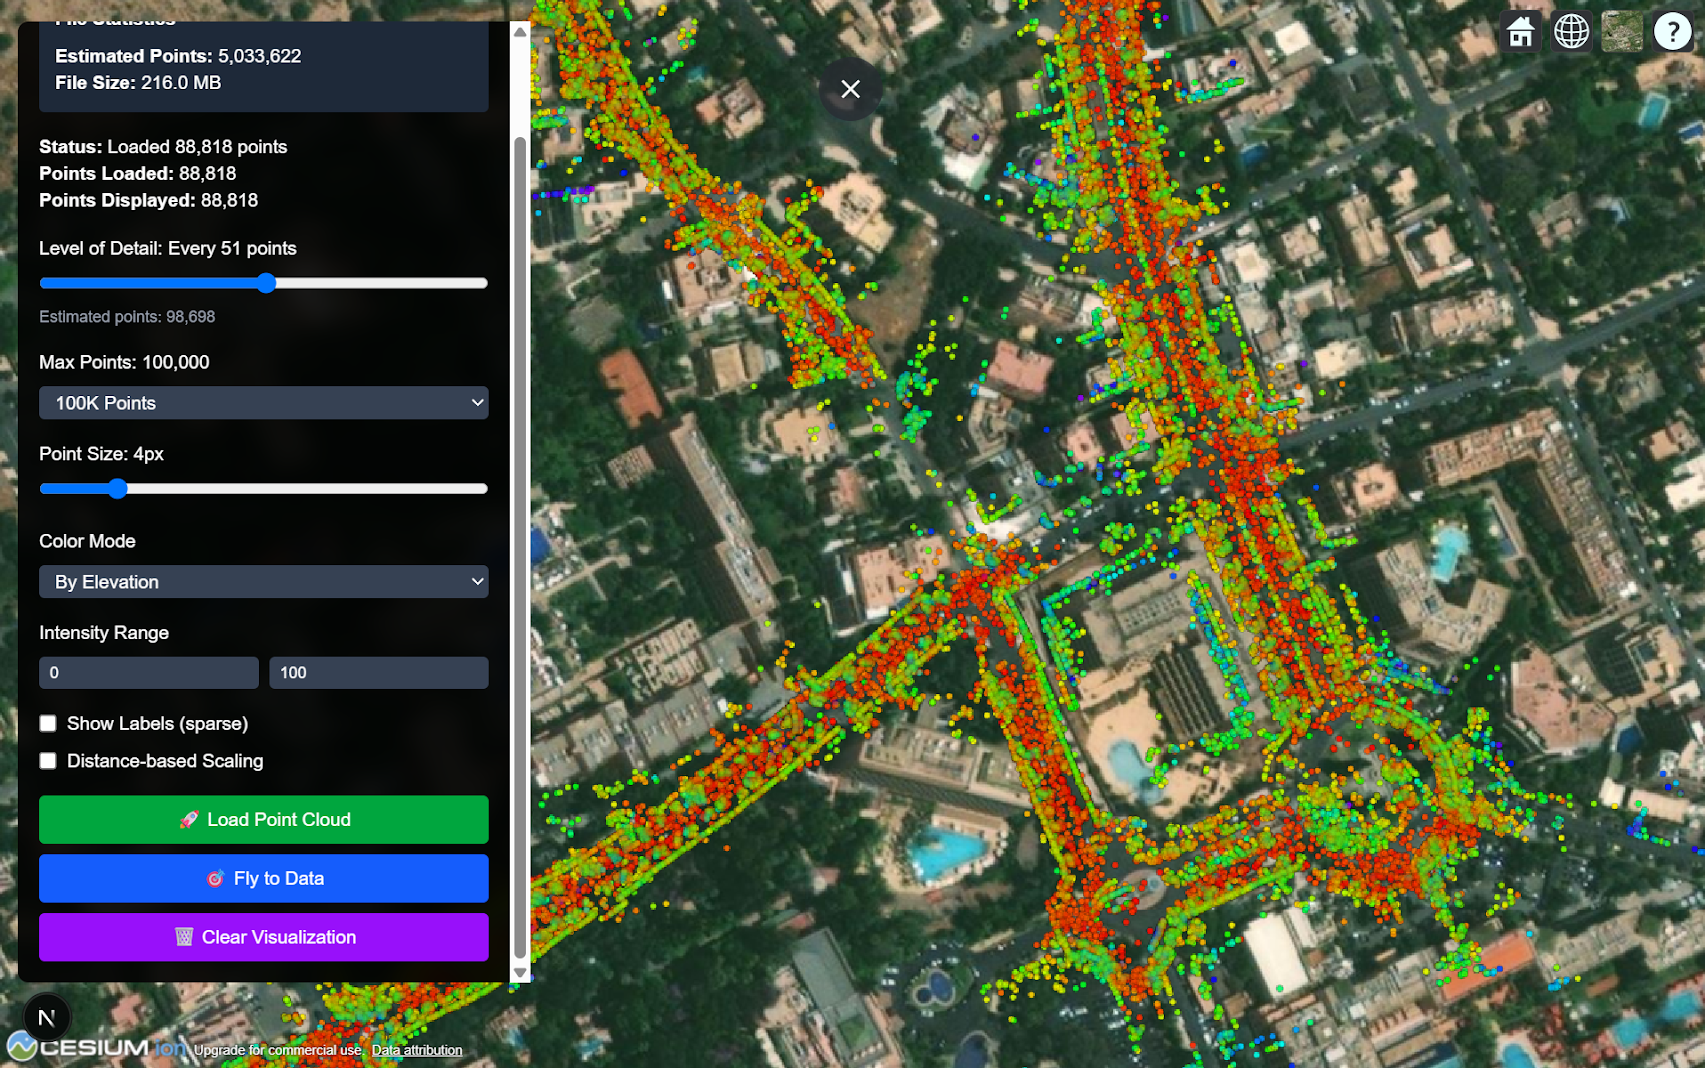 File Statistics
Estimated Points: 5,033,622
File Size: 216.0 MB
Status: Loaded 88,818 points
Points Loaded: 88,818
Points Displayed: 88,818
Level of Detail: Every 51 points
Estimated points: 98,698
Max Points: 100,000
100K Points
Point Size: 4px
Color Mode
By Elevation
Intensity Range
0 100
Show Labels (sparse)
Distance-based Scaling
🚀 Load Point Cloud
🎯 Fly to Data
🗑️ Clear Visualization
N
CESIUM ion Upgrade for commercial use. Data attribution
?